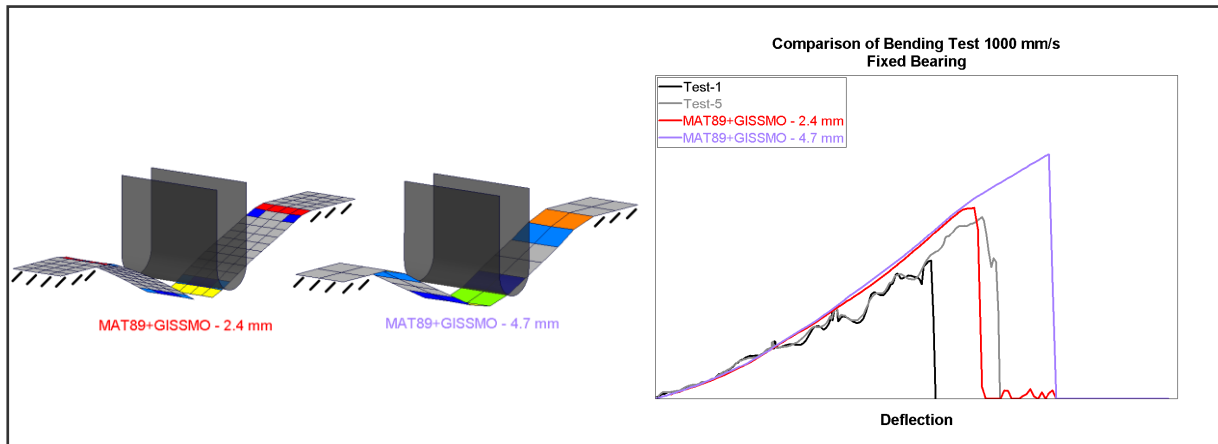 MAT89+GISSMO - 2.4 mm
MAT89+GISSMO - 4.7 mm
Comparison of Bending Test 1000 mm/s
Fixed Bearing
Test-1
Test-5
MAT89+GISSMO - 2.4 mm
MAT89+GISSMO - 4.7 mm
Deflection